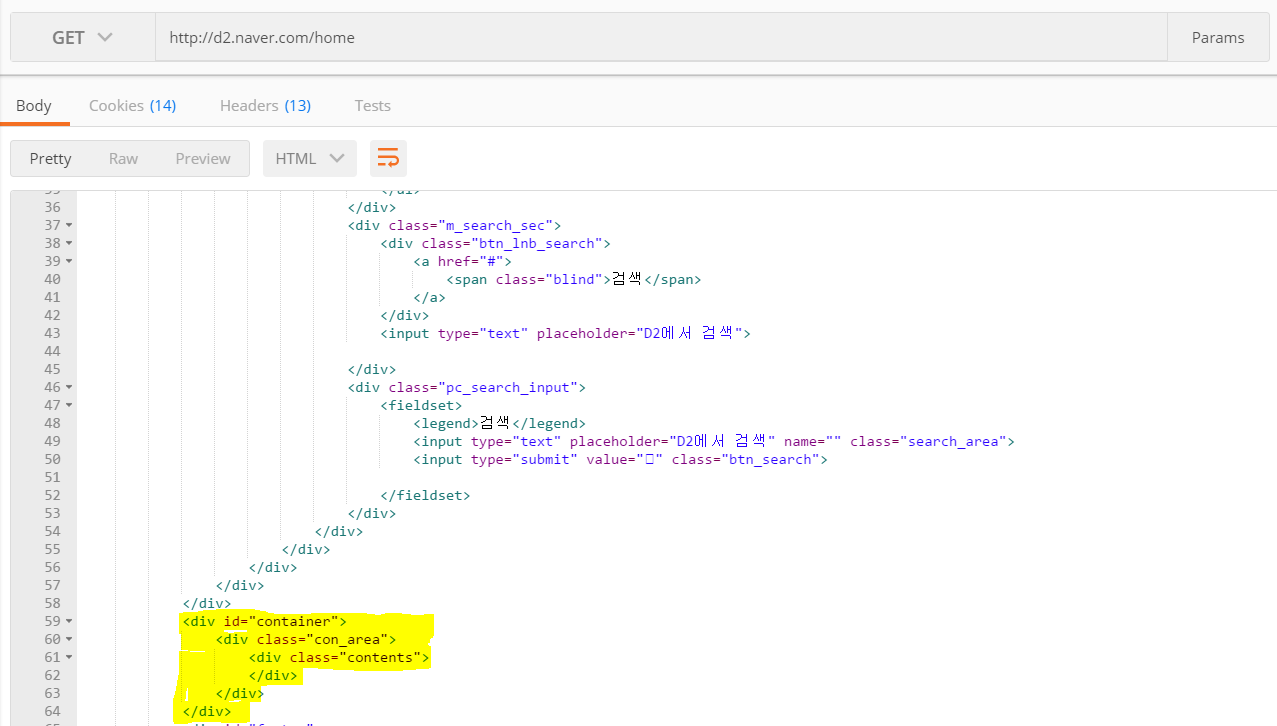 GET http://d2.naver.com/home Params
Body Cookies (14) Headers (13) Tests
Pretty Raw Preview HTML
35 </ul>
36 </div>
37 <div class="m_search_sec">
38 <div class="btn_lnb_search">
39 <a href="#">
40 <span class="blind">검색</span>
41 </a>
42 </div>
43 <input type="text" placeholder="D2에서 검색">
44
45 </div>
46 <div class="pc_search_input">
47 <fieldset>
48 <legend>검색</legend>
49 <input type="text" placeholder="D2에서 검색" name="" class="search_area">
50 <input type="submit" value="" class="btn_search">
51
52 </fieldset>
53 </div>
54 </div>
55 </div>
56 </div>
57 </div>
58 </div>
59 <div id="container">
60 <div class="con_area">
61 <div class="contents">
62 </div>
63 </div>
64 </div>